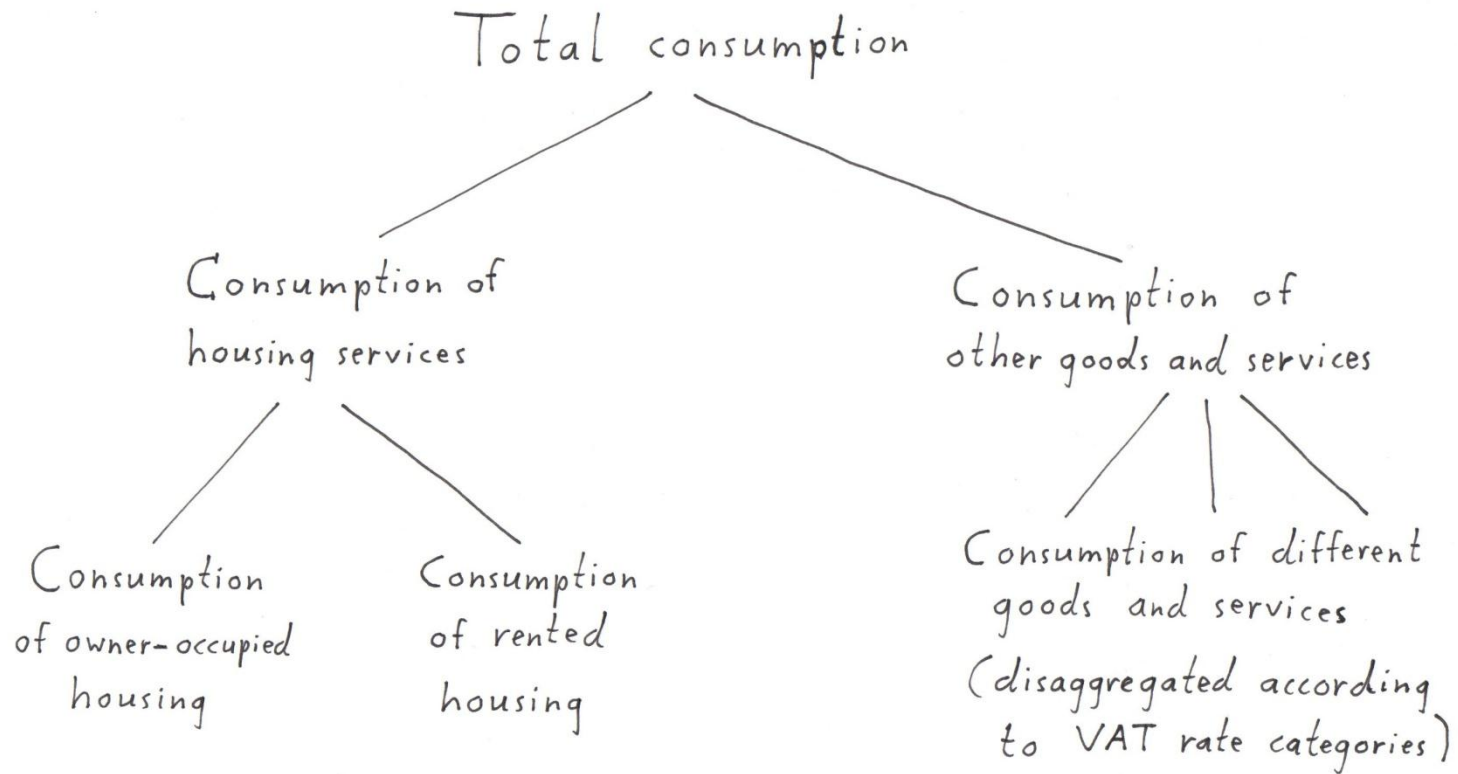 Total consumption
Consumption of
housing services
Consumption of
other goods and services
Consumption
of owner-occupied
housing
Consumption
of rented
housing
Consumption of different
goods and services
(disaggregated according
to VAT rate categories)